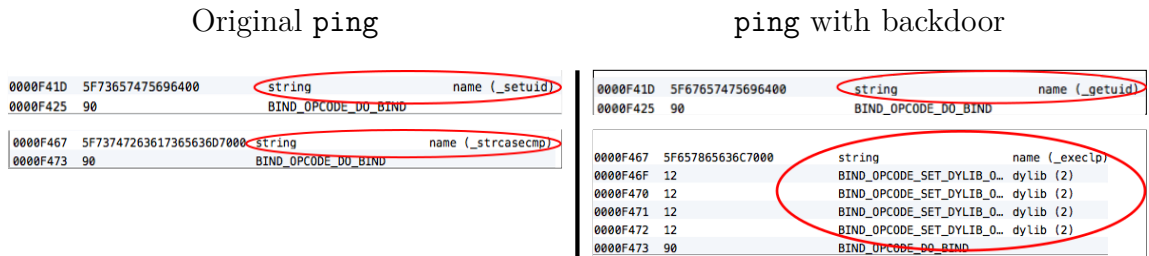 Original ping
0000F41D 5F73657475696400 string name (_setuid)
0000F425 90 BIND_OPCODE_DO_BIND
0000F467 5F73747263617365636D7000 string name (_strcasecmp)
0000F473 90 BIND_OPCODE_DO_BIND
ping with backdoor
0000F41D 5F67657475696400 string name (_getuid)
0000F425 90 BIND_OPCODE_DO_BIND
0000F467 5F657865636C7000 string name (_execlp)
0000F46F 12 BIND_OPCODE_SET_DYLIB_O… dylib (2)
0000F470 12 BIND_OPCODE_SET_DYLIB_O… dylib (2)
0000F471 12 BIND_OPCODE_SET_DYLIB_O… dylib (2)
0000F472 12 BIND_OPCODE_SET_DYLIB_O… dylib (2)
0000F473 90 BIND_OPCODE_DO_BIND